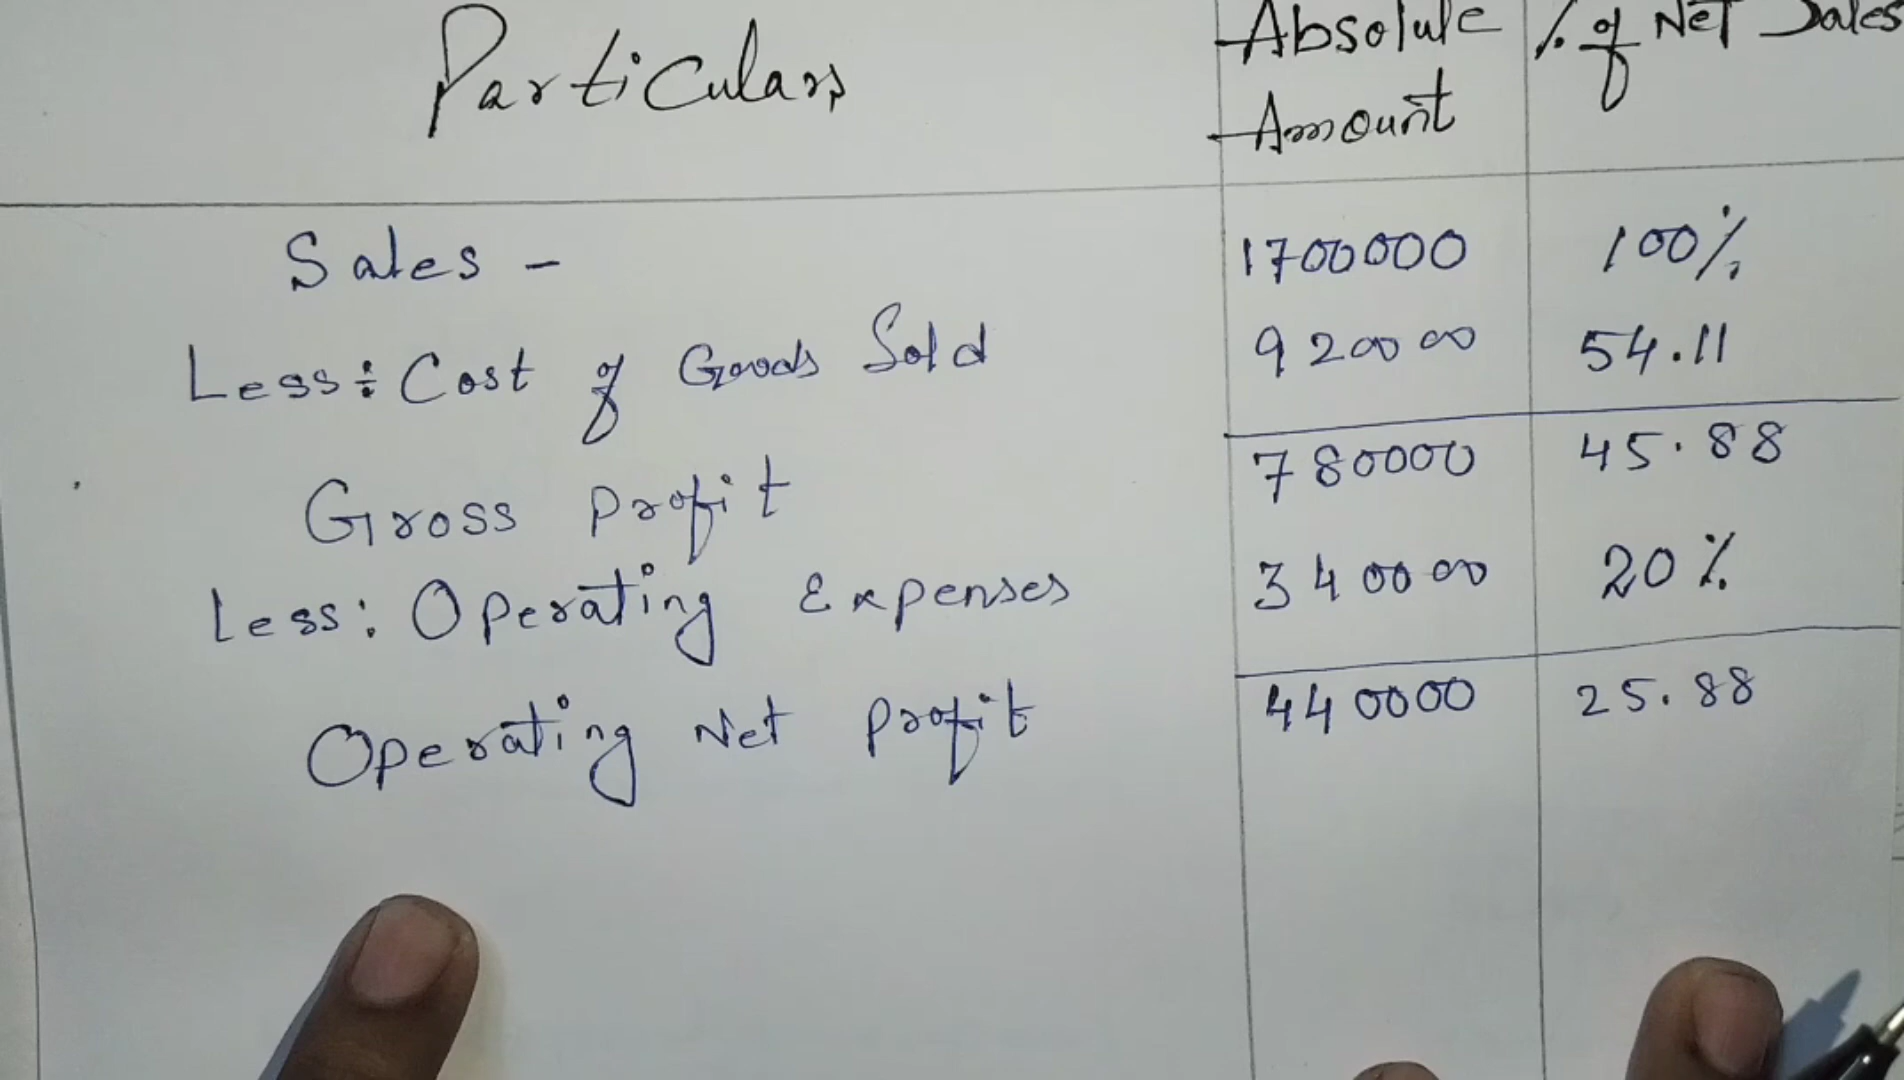 Particulars Absolute Amount % of Net Sales
Sales - 1700000 100%
Less: Cost of Goods Sold 920000 54.11
Gross Profit 780000 45.88
Less: Operating Expenses 340000 20%
Operating Net Profit 440000 25.88